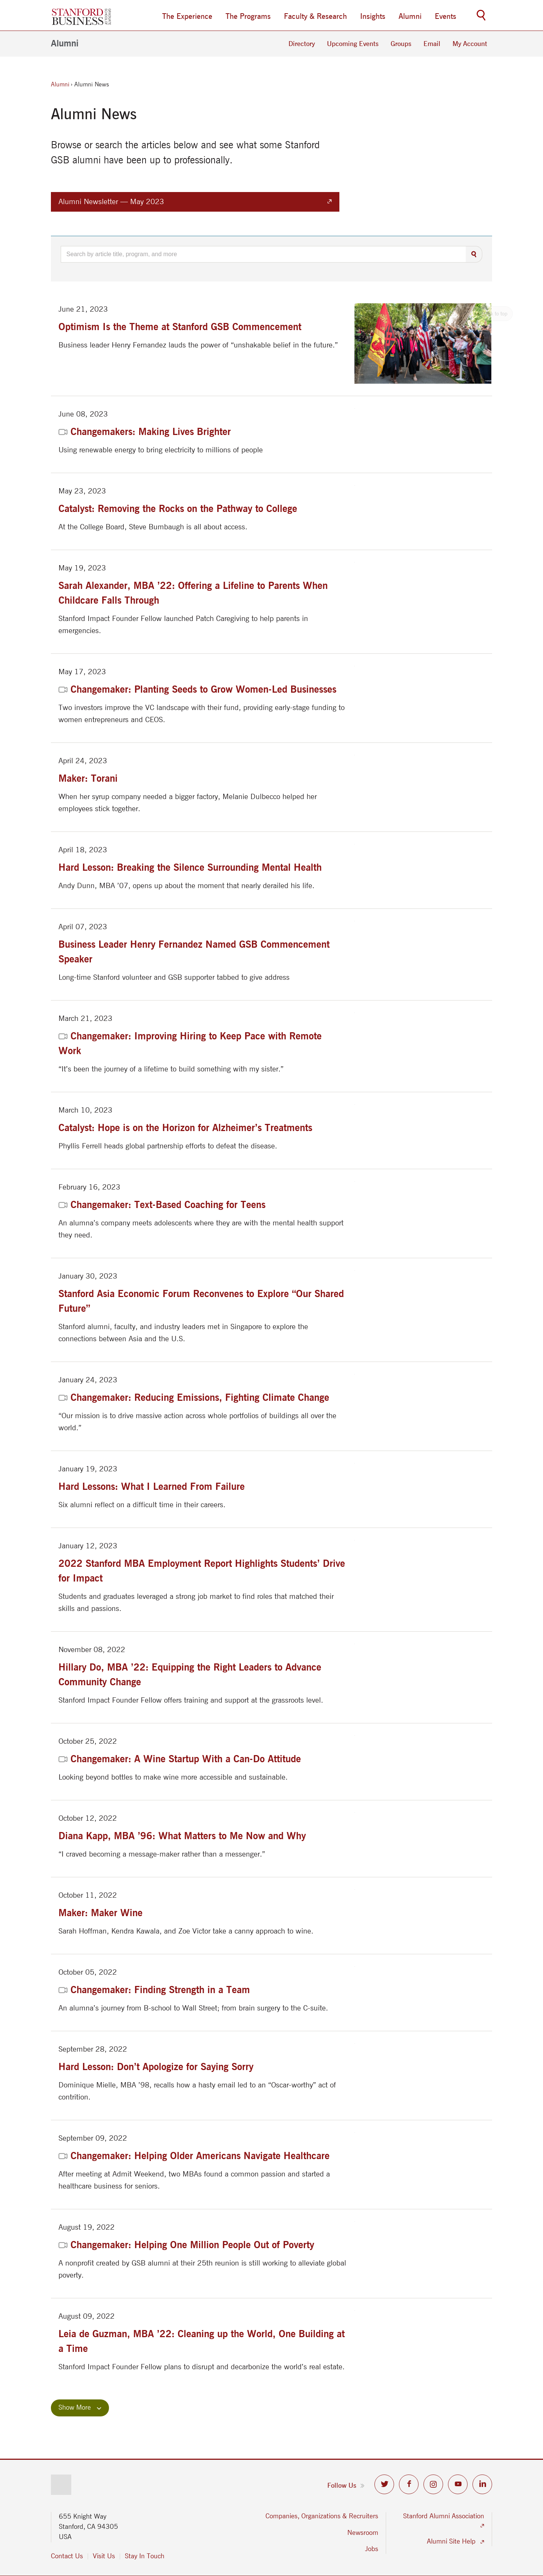 STANFORD
BUSINESS
The Experience
The Programs
Faculty & Research
Insights
Alumni
Events
Alumni
Directory
Upcoming Events
Groups
Email
My Account
Alumni › Alumni News
Alumni News
Browse or search the articles below and see what some Stanford
GSB alumni have been up to professionally.
Alumni Newsletter — May 2023
Search by article title, program, and more
June 21, 2023
Optimism Is the Theme at Stanford GSB Commencement
Business leader Henry Fernandez lauds the power of “unshakable belief in the future.”
June 08, 2023
Changemakers: Making Lives Brighter
Using renewable energy to bring electricity to millions of people
May 23, 2023
Catalyst: Removing the Rocks on the Pathway to College
At the College Board, Steve Bumbaugh is all about access.
May 19, 2023
Sarah Alexander, MBA ’22: Offering a Lifeline to Parents When
Childcare Falls Through
Stanford Impact Founder Fellow launched Patch Caregiving to help parents in
emergencies.
May 17, 2023
Changemaker: Planting Seeds to Grow Women-Led Businesses
Two investors improve the VC landscape with their fund, providing early-stage funding to
women entrepreneurs and CEOS.
April 24, 2023
Maker: Torani
When her syrup company needed a bigger factory, Melanie Dulbecco helped her
employees stick together.
April 18, 2023
Hard Lesson: Breaking the Silence Surrounding Mental Health
Andy Dunn, MBA ’07, opens up about the moment that nearly derailed his life.
April 07, 2023
Business Leader Henry Fernandez Named GSB Commencement
Speaker
Long-time Stanford volunteer and GSB supporter tabbed to give address
March 21, 2023
Changemaker: Improving Hiring to Keep Pace with Remote
Work
“It’s been the journey of a lifetime to build something with my sister.”
March 10, 2023
Catalyst: Hope is on the Horizon for Alzheimer’s Treatments
Phyllis Ferrell heads global partnership efforts to defeat the disease.
February 16, 2023
Changemaker: Text-Based Coaching for Teens
An alumna’s company meets adolescents where they are with the mental health support
they need.
January 30, 2023
Stanford Asia Economic Forum Reconvenes to Explore “Our Shared
Future”
Stanford alumni, faculty, and industry leaders met in Singapore to explore the
connections between Asia and the U.S.
January 24, 2023
Changemaker: Reducing Emissions, Fighting Climate Change
“Our mission is to drive massive action across whole portfolios of buildings all over the
world.”
January 19, 2023
Hard Lessons: What I Learned From Failure
Six alumni reflect on a difficult time in their careers.
January 12, 2023
2022 Stanford MBA Employment Report Highlights Students’ Drive
for Impact
Students and graduates leveraged a strong job market to find roles that matched their
skills and passions.
November 08, 2022
Hillary Do, MBA ’22: Equipping the Right Leaders to Advance
Community Change
Stanford Impact Founder Fellow offers training and support at the grassroots level.
October 25, 2022
Changemaker: A Wine Startup With a Can-Do Attitude
Looking beyond bottles to make wine more accessible and sustainable.
October 12, 2022
Diana Kapp, MBA ’96: What Matters to Me Now and Why
“I craved becoming a message-maker rather than a messenger.”
October 11, 2022
Maker: Maker Wine
Sarah Hoffman, Kendra Kawala, and Zoe Victor take a canny approach to wine.
October 05, 2022
Changemaker: Finding Strength in a Team
An alumna’s journey from B-school to Wall Street; from brain surgery to the C-suite.
September 28, 2022
Hard Lesson: Don’t Apologize for Saying Sorry
Dominique Mielle, MBA ’98, recalls how a hasty email led to an “Oscar-worthy” act of
contrition.
September 09, 2022
Changemaker: Helping Older Americans Navigate Healthcare
After meeting at Admit Weekend, two MBAs found a common passion and started a
healthcare business for seniors.
August 19, 2022
Changemaker: Helping One Million People Out of Poverty
A nonprofit created by GSB alumni at their 25th reunion is still working to alleviate global
poverty.
August 09, 2022
Leia de Guzman, MBA ’22: Cleaning up the World, One Building at
a Time
Stanford Impact Founder Fellow plans to disrupt and decarbonize the world’s real estate.
Show More
Follow Us
655 Knight Way
Stanford, CA 94305
USA
Companies, Organizations & Recruiters
Newsroom
Jobs
Stanford Alumni Association
Alumni Site Help
Contact Us
Visit Us
Stay In Touch